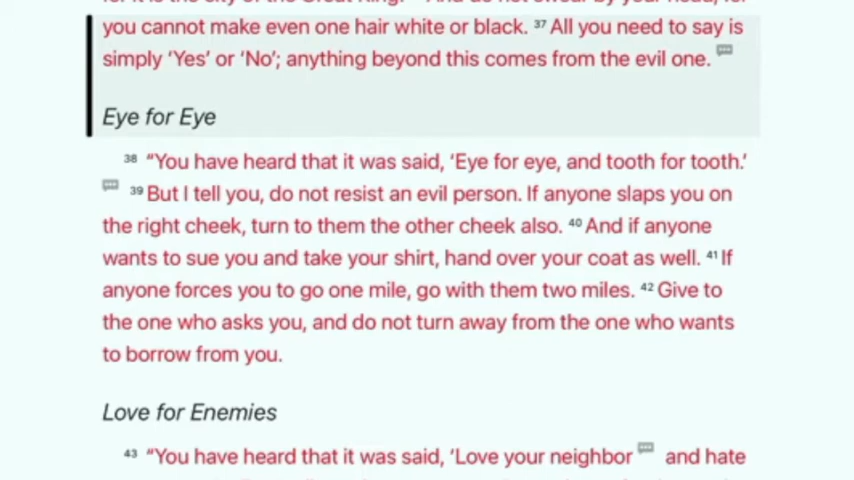 you cannot make even one hair white or black. 37 All you need to say is
simply ‘Yes’ or ‘No’; anything beyond this comes from the evil one.
Eye for Eye
38 “You have heard that it was said, ‘Eye for eye, and tooth for tooth.’
39 But I tell you, do not resist an evil person. If anyone slaps you on
the right cheek, turn to them the other cheek also. 40 And if anyone
wants to sue you and take your shirt, hand over your coat as well. 41 If
anyone forces you to go one mile, go with them two miles. 42 Give to
the one who asks you, and do not turn away from the one who wants
to borrow from you.
Love for Enemies
43 “You have heard that it was said, ‘Love your neighbor and hate